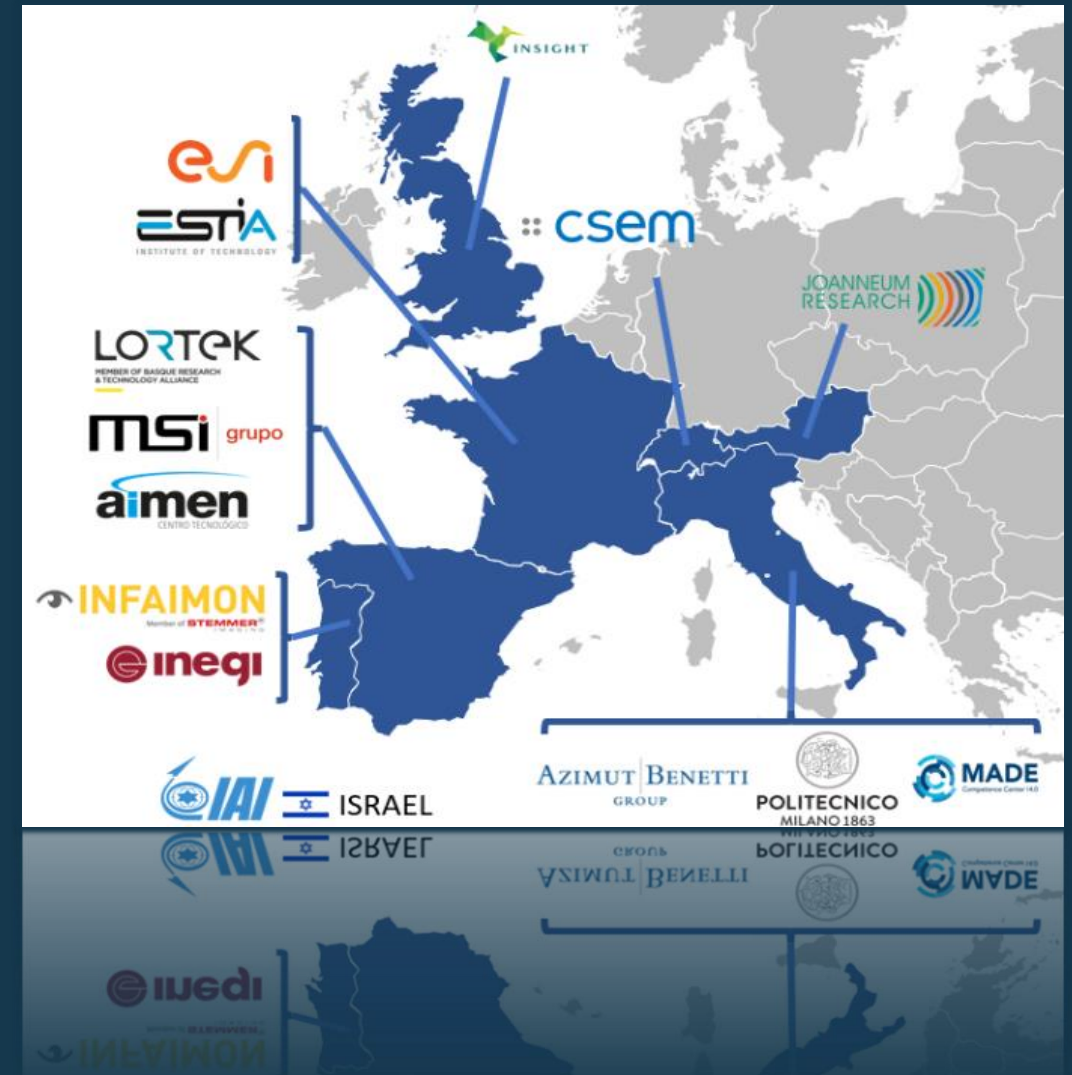 INSIGHT
esi
ESTIA
INSTITUTE OF TECHNOLOGY
csem
JOANNEUM
RESEARCH
LORTEK
MEMBER OF BASQUE RESEARCH
& TECHNOLOGY ALLIANCE
msi grupo
aimen
CENTRO TECNOLÓGICO
INFAIMON
Member of STEMMER®
IMAGING
inegi
IAI ISRAEL
AZIMUT BENETTI
GROUP
POLITECNICO
MILANO 1863
MADE
Competence Center I4.0